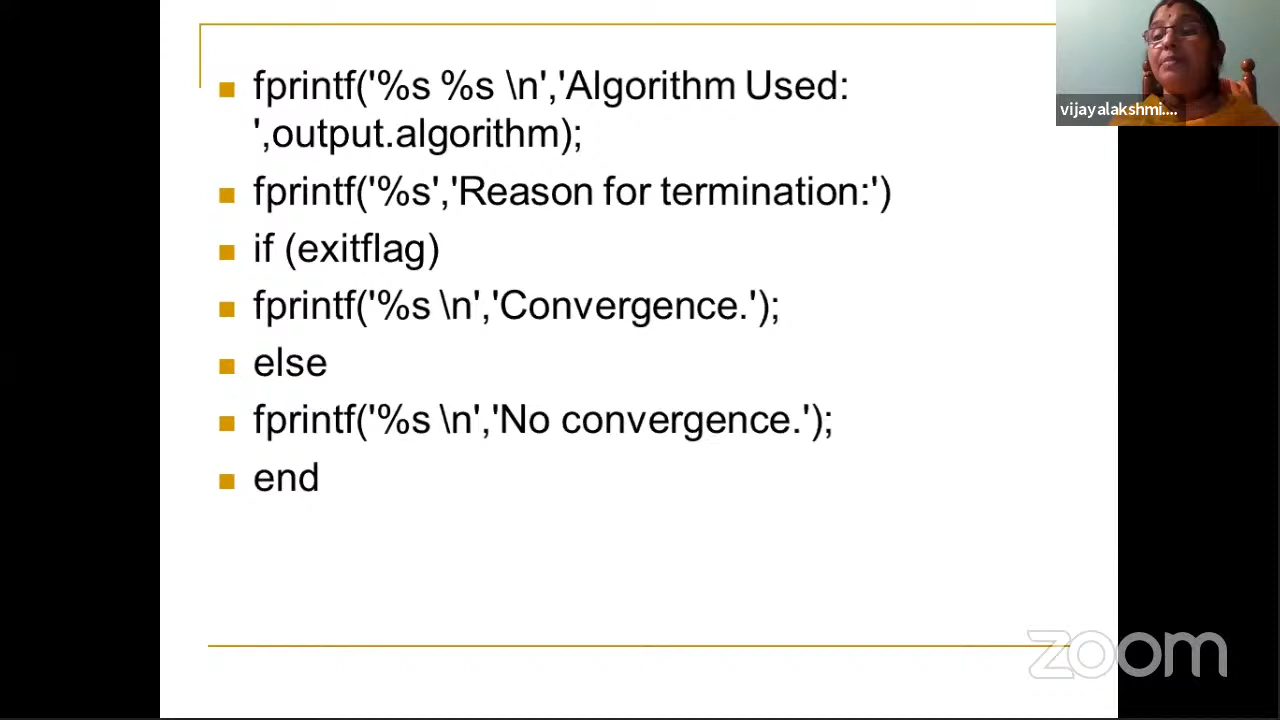 fprintf('%s %s \n','Algorithm Used:
',output.algorithm);
fprintf('%s','Reason for termination:')
if (exitflag)
fprintf('%s \n','Convergence.');
else
fprintf('%s \n','No convergence.');
end
vijayalakshmi....
zoom